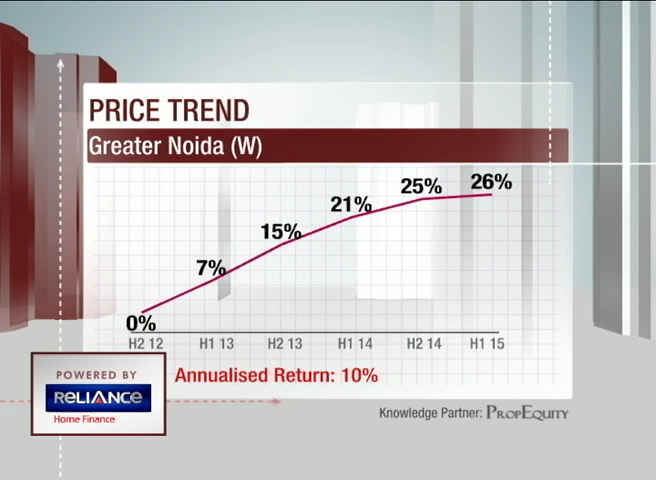 PRICE TREND
Greater Noida (W)
0%
7%
15%
21%
25%
26%
H2 12 H1 13 H2 13 H1 14 H2 14 H1 15
Annualised Return: 10%
POWERED BY
RELIANCE
Home Finance
Knowledge Partner: PROPEQUITY